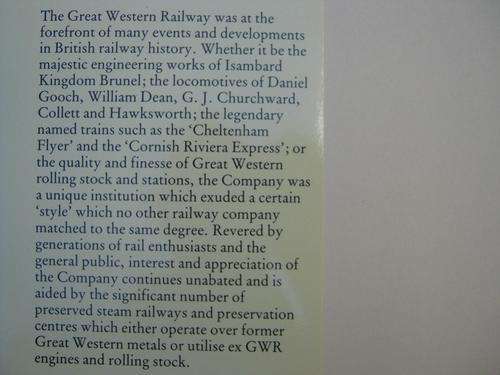 The Great Western Railway was at the
forefront of many events and developments
in British railway history. Whether it be the
majestic engineering works of Isambard
Kingdom Brunel; the locomotives of Daniel
Gooch, William Dean, G. J. Churchward,
Collett and Hawksworth; the legendary
named trains such as the ‘Cheltenham
Flyer’ and the ‘Cornish Riviera Express’; or
the quality and finesse of Great Western
rolling stock and stations, the Company was
a unique institution which exuded a certain
‘style’ which no other railway company
matched to the same degree. Revered by
generations of rail enthusiasts and the
general public, interest and appreciation of
the Company continues unabated and is
aided by the significant number of
preserved steam railways and preservation
centres which either operate over former
Great Western metals or utilise ex GWR
engines and rolling stock.